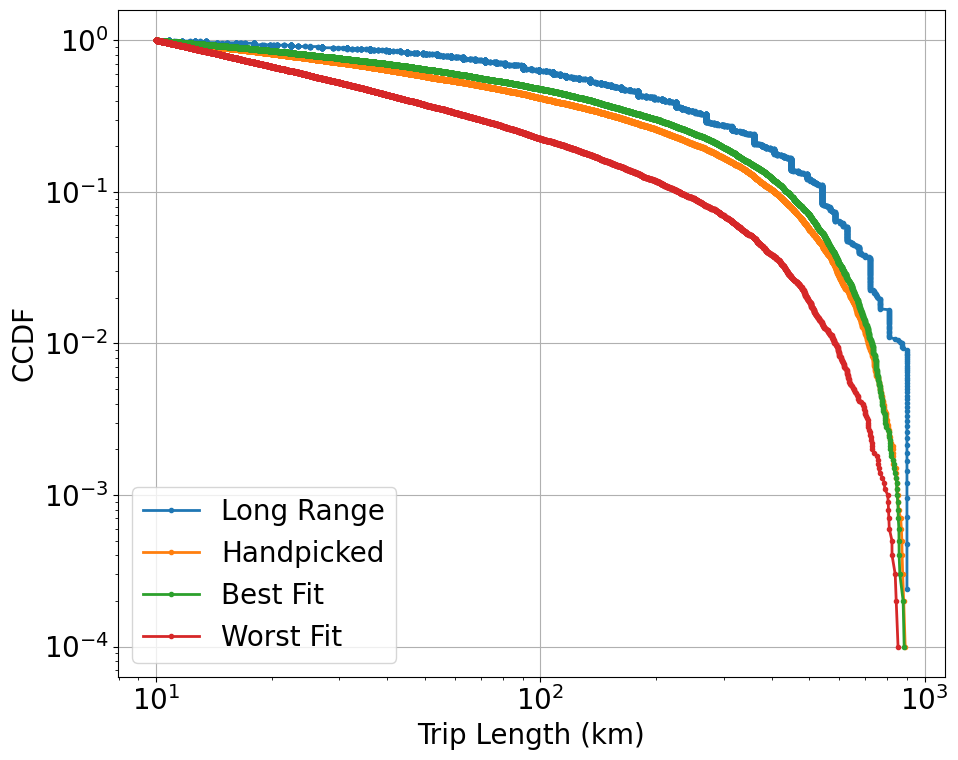 10⁰
10⁻¹
10⁻²
10⁻³
10⁻⁴
CCDF
Long Range
Handpicked
Best Fit
Worst Fit
10¹ 10² 10³
Trip Length (km)